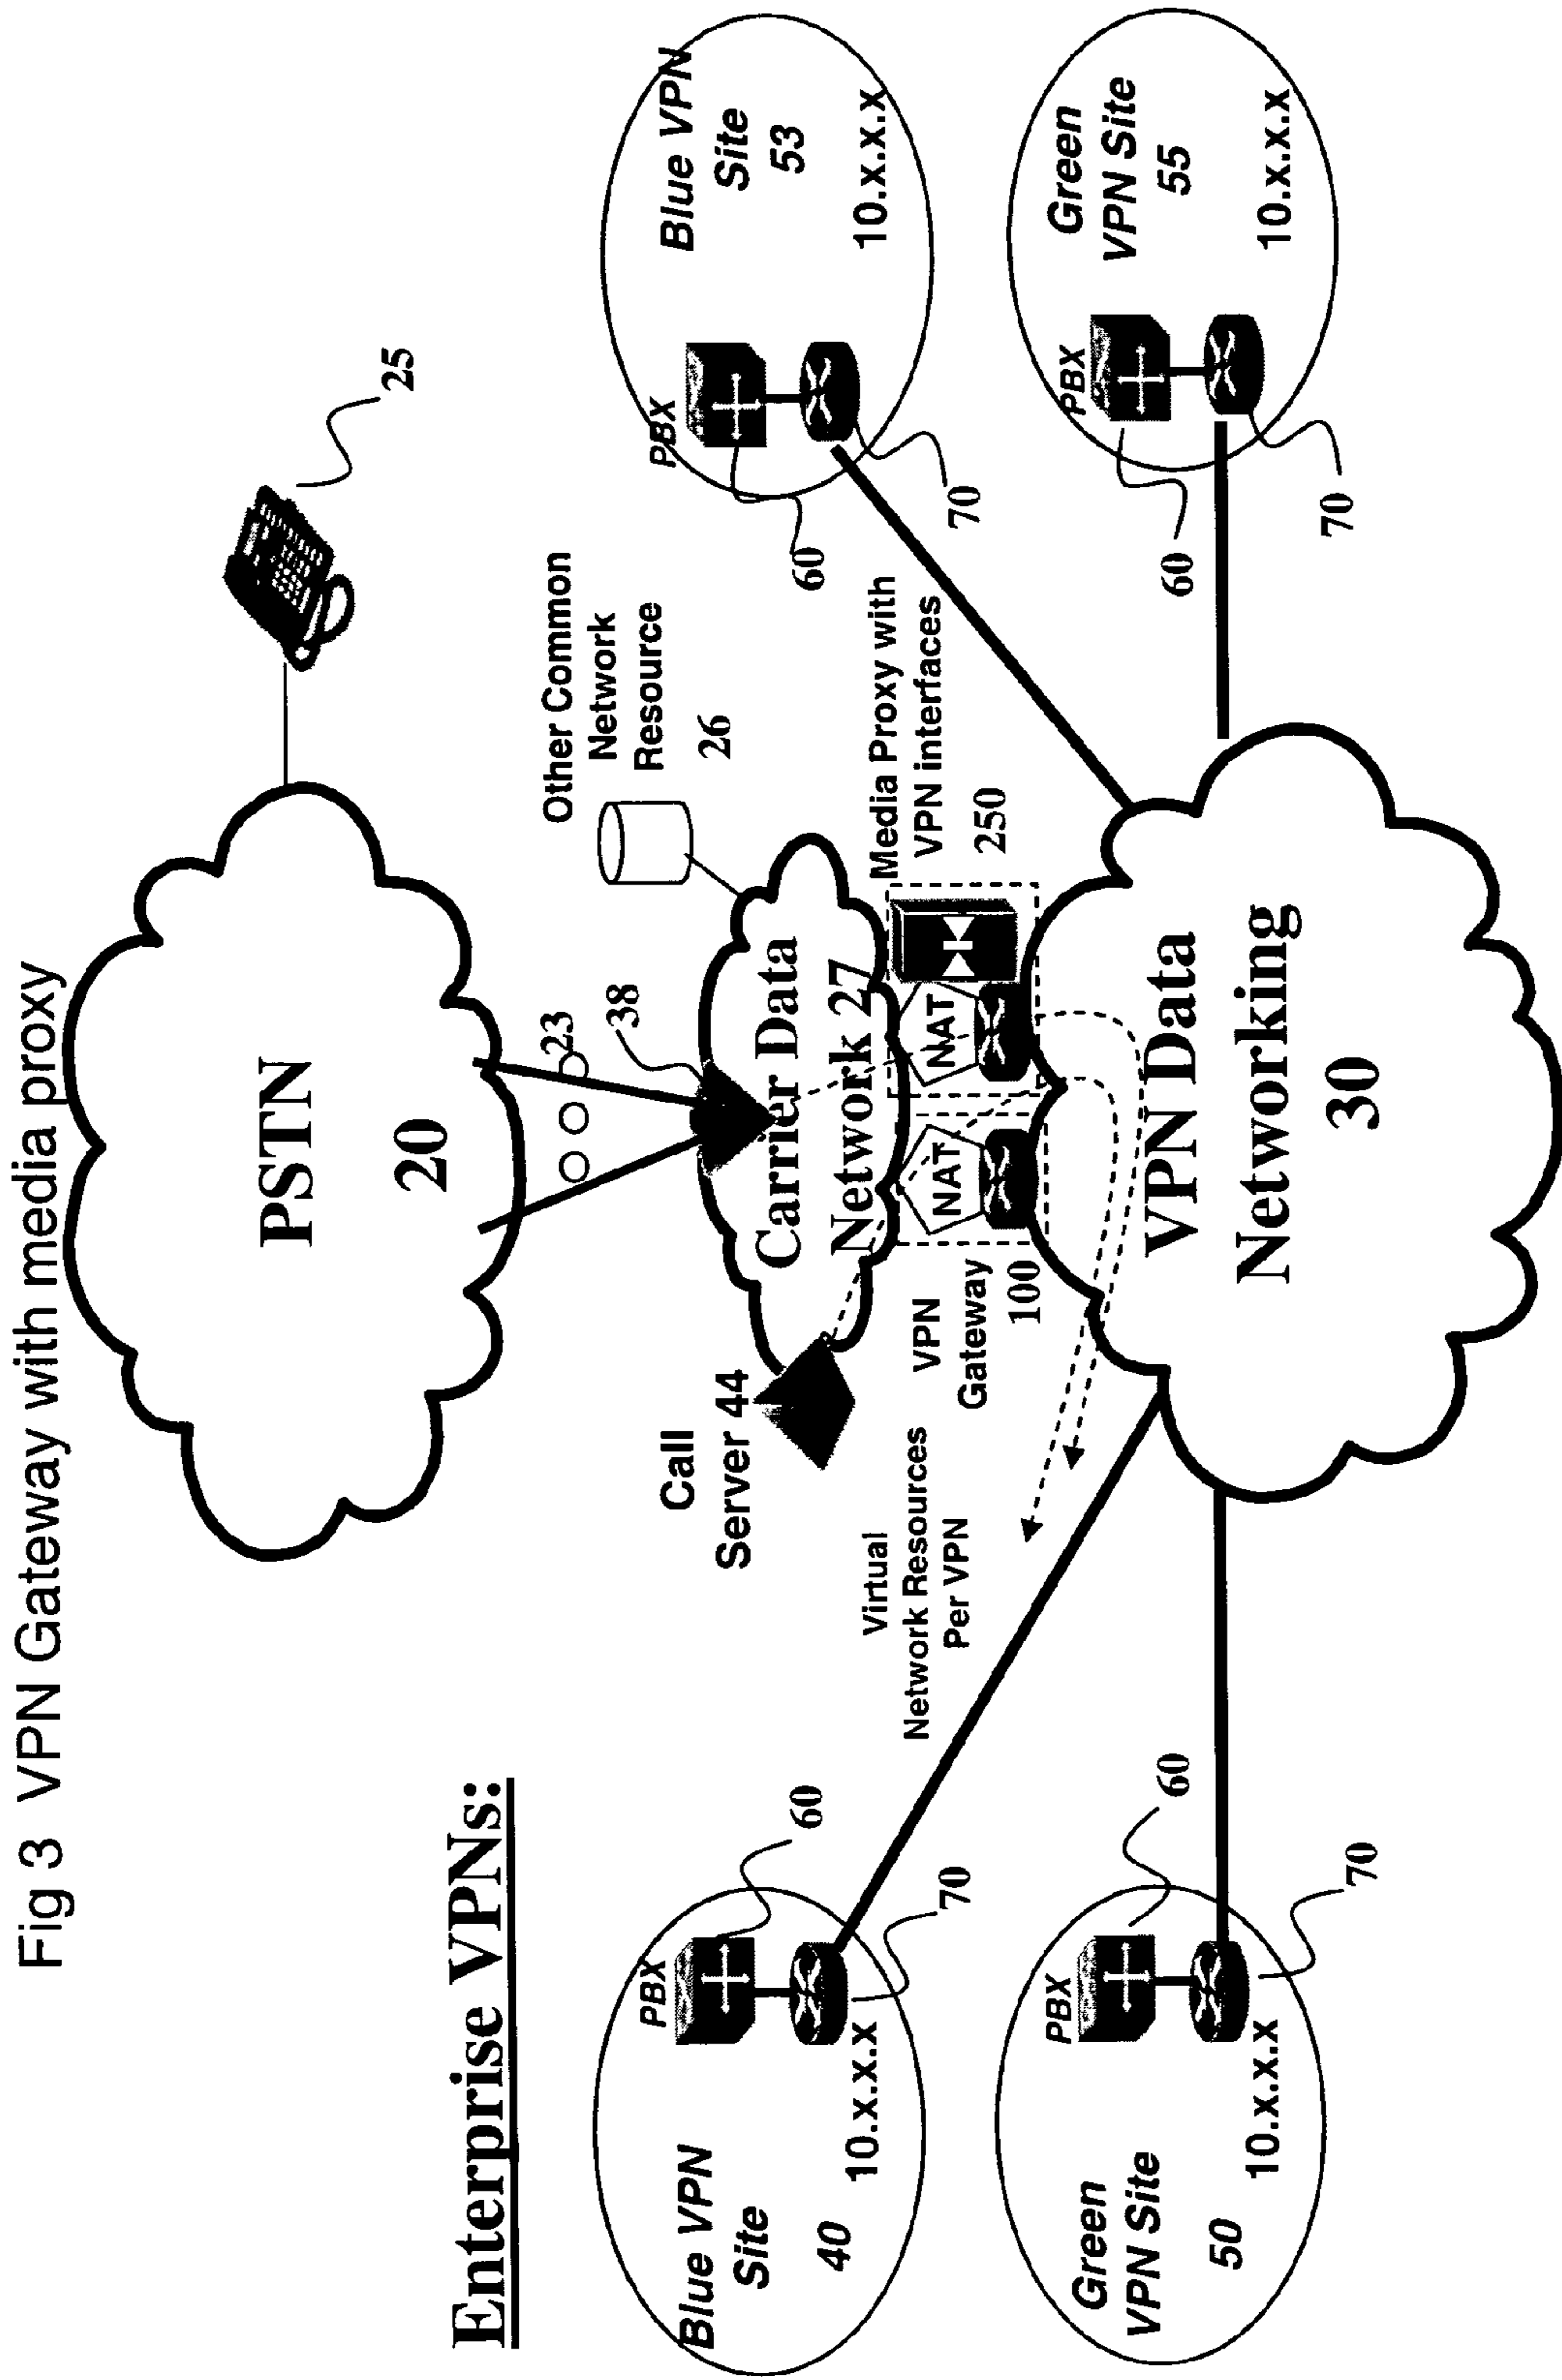 Fig 3 VPN Gateway with media proxy
PSTN
20
25
Enterprise VPNs:
23
38
Other Common
Network
Resource
26
Call
Server 44
Carrier Data
Network 27
Media Proxy with
VPN interfaces
250
NAT
NAT
VPN
Gateway
100
Virtual
Network Resources
Per VPN
VPN Data
Networking
30
Blue VPN
Site
40
PBX
10.x.x.x
60
70
Green
VPN Site
50
PBX
10.x.x.x
60
70
Blue VPN
Site
53
PBX
10.x.x.x
60
70
Green
VPN Site
55
PBX
10.x.x.x
60
70